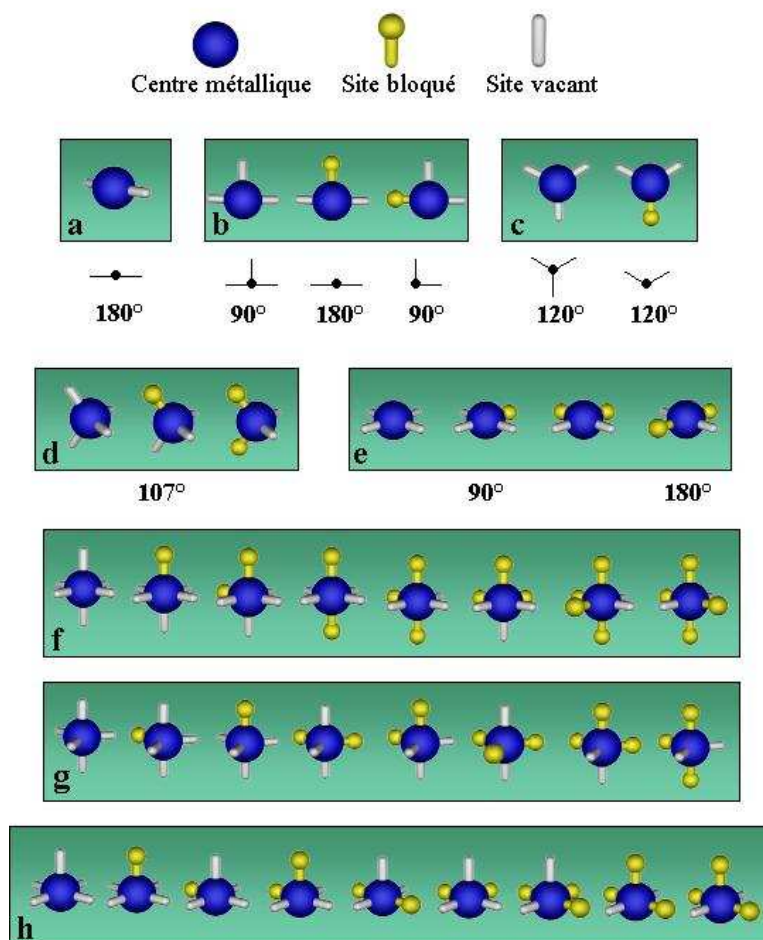 Centre métallique Site bloqué Site vacant
a b c
180° 90° 180° 90° 120° 120°
d e
107° 90° 180°
f
g
h